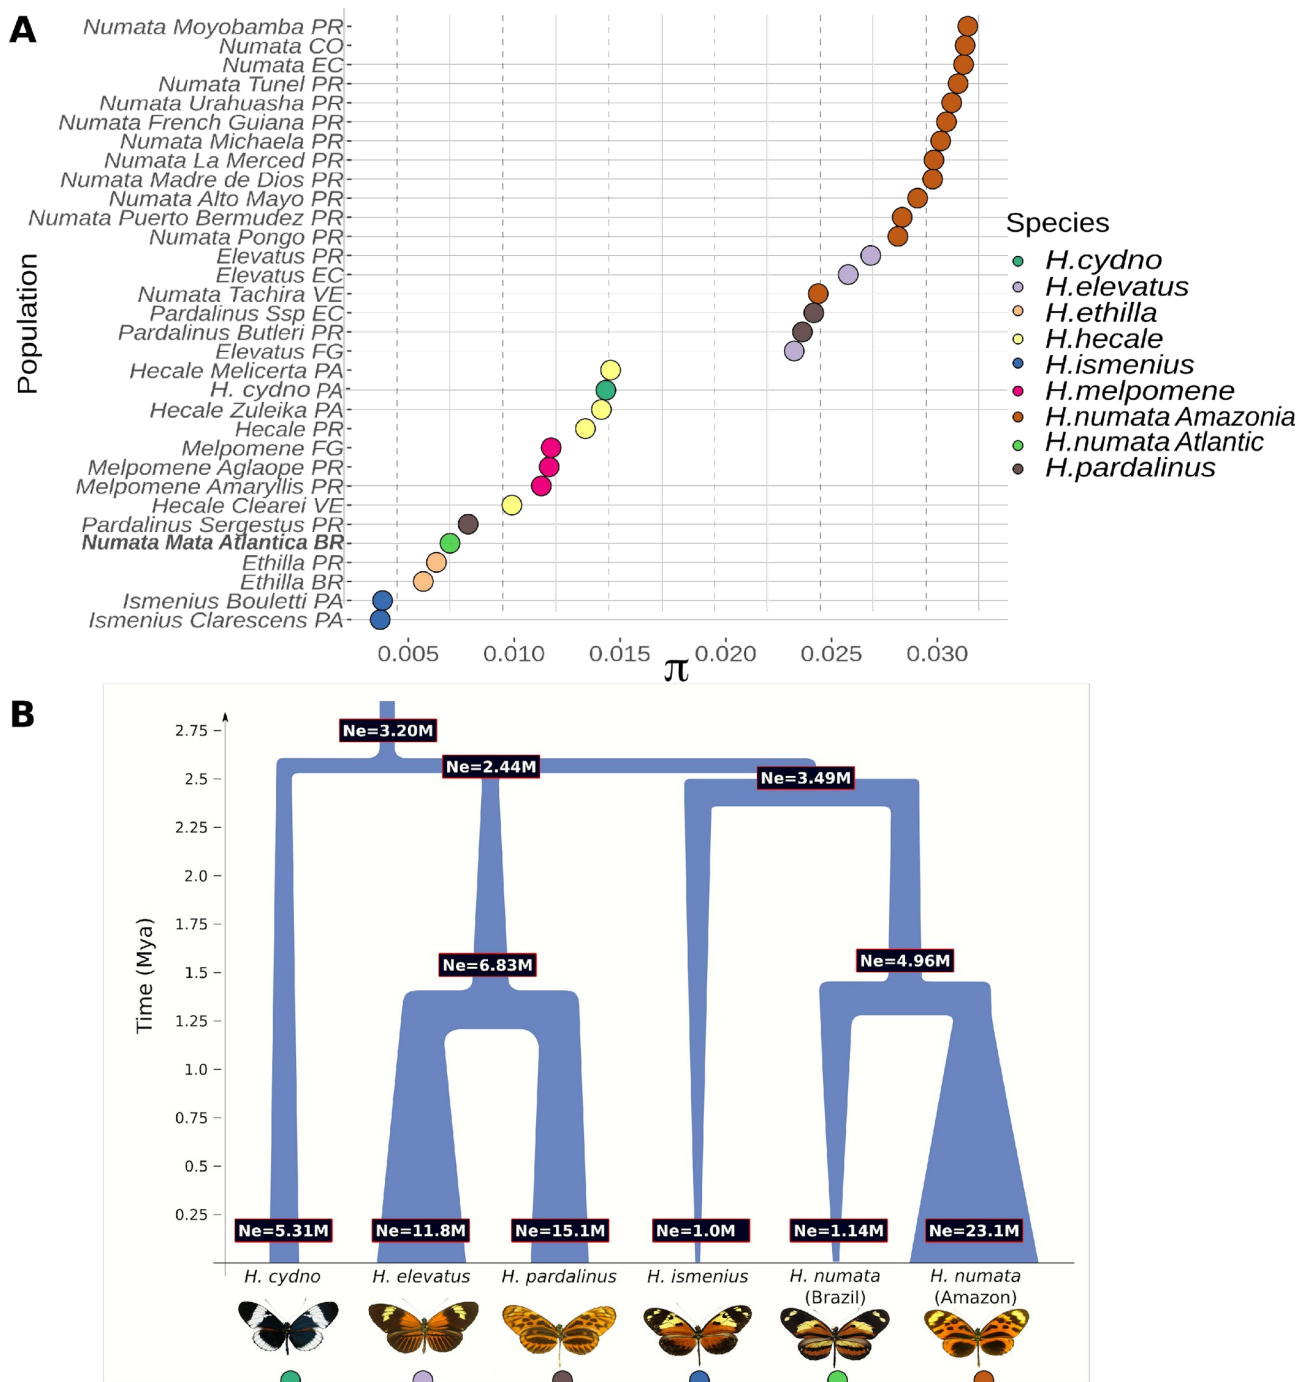 A
Numata Moyobamba PR
Numata CO
Numata EC
Numata Tunel PR
Numata Urahuasha PR
Numata French Guiana PR
Numata Michaela PR
Numata La Merced PR
Numata Madre de Dios PR
Numata Alto Mayo PR
Numata Puerto Bermudez PR
Numata Pongo PR
Elevatus PR
Elevatus EC
Numata Tachira VE
Pardalinus Ssp EC
Pardalinus Butleri PR
Elevatus FG
Hecale Melicerta PA
H. cydno PA
Hecale Zuleika PA
Hecale PR
Melpomene FG
Melpomene Aglaope PR
Melpomene Amaryllis PR
Hecale Clearei VE
Pardalinus Sergestus PR
Numata Mata Atlantica BR
Ethilla PR
Ethilla BR
Ismenius Bouletti PA
Ismenius Clarescens PA
Population
0.005 0.010 0.015 0.020 0.025 0.030
π
Species
H.cydno
H.elevatus
H.ethilla
H.hecale
H.ismenius
H.melpomene
H.numata Amazonia
H.numata Atlantic
H.pardalinus
B
Time (Mya)
2.75
2.5
2.25
2.0
1.75
1.5
1.25
1.0
0.75
0.5
0.25
Ne=3.20M
Ne=2.44M
Ne=3.49M
Ne=6.83M
Ne=4.96M
Ne=5.31M Ne=11.8M Ne=15.1M Ne=1.0M Ne=1.14M Ne=23.1M
H. cydno H. elevatus H. pardalinus H. ismenius H. numata H. numata
(Brazil) (Amazon)